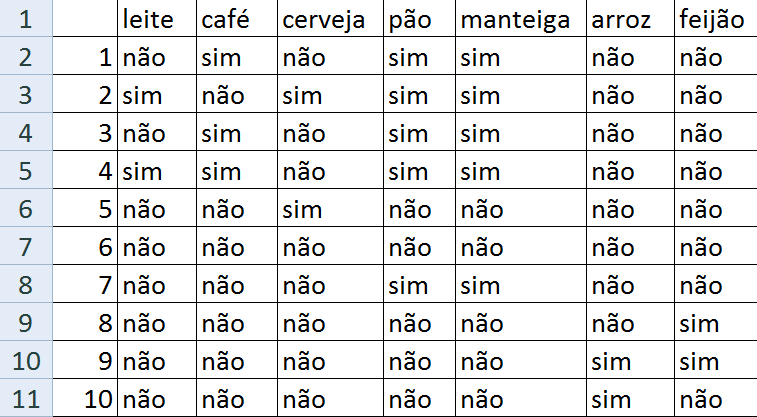 1 leite café cerveja pão manteiga arroz feijão
2 1 não sim não sim sim não não
3 2 sim não sim sim sim não não
4 3 não sim não sim sim não não
5 4 sim sim não sim sim não não
6 5 não não sim não não não não
7 6 não não não não não não não
8 7 não não não sim sim não não
9 8 não não não não não não sim
10 9 não não não não não sim sim
11 10 não não não não não sim não